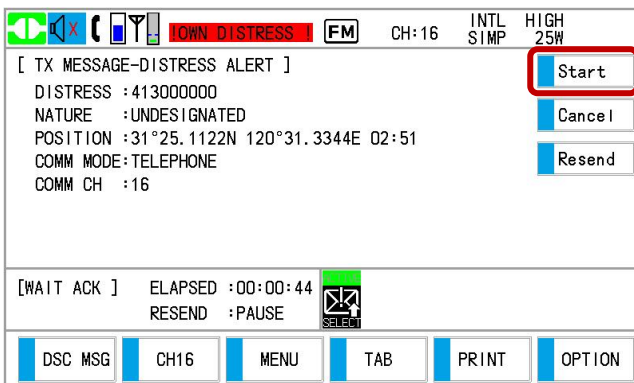 !OWN DISTRESS ! FM CH:16 INTL SIMP HIGH 25W
[ TX MESSAGE-DISTRESS ALERT ]
DISTRESS :413000000
NATURE :UNDESIGNATED
POSITION :31°25.1122N 120°31.3344E 02:51
COMM MODE:TELEPHONE
COMM CH :16
Start
Cancel
Resend
[WAIT ACK ] ELAPSED :00:00:44
RESEND :PAUSE
SELECT
DSC MSG CH16 MENU TAB PRINT OPTION